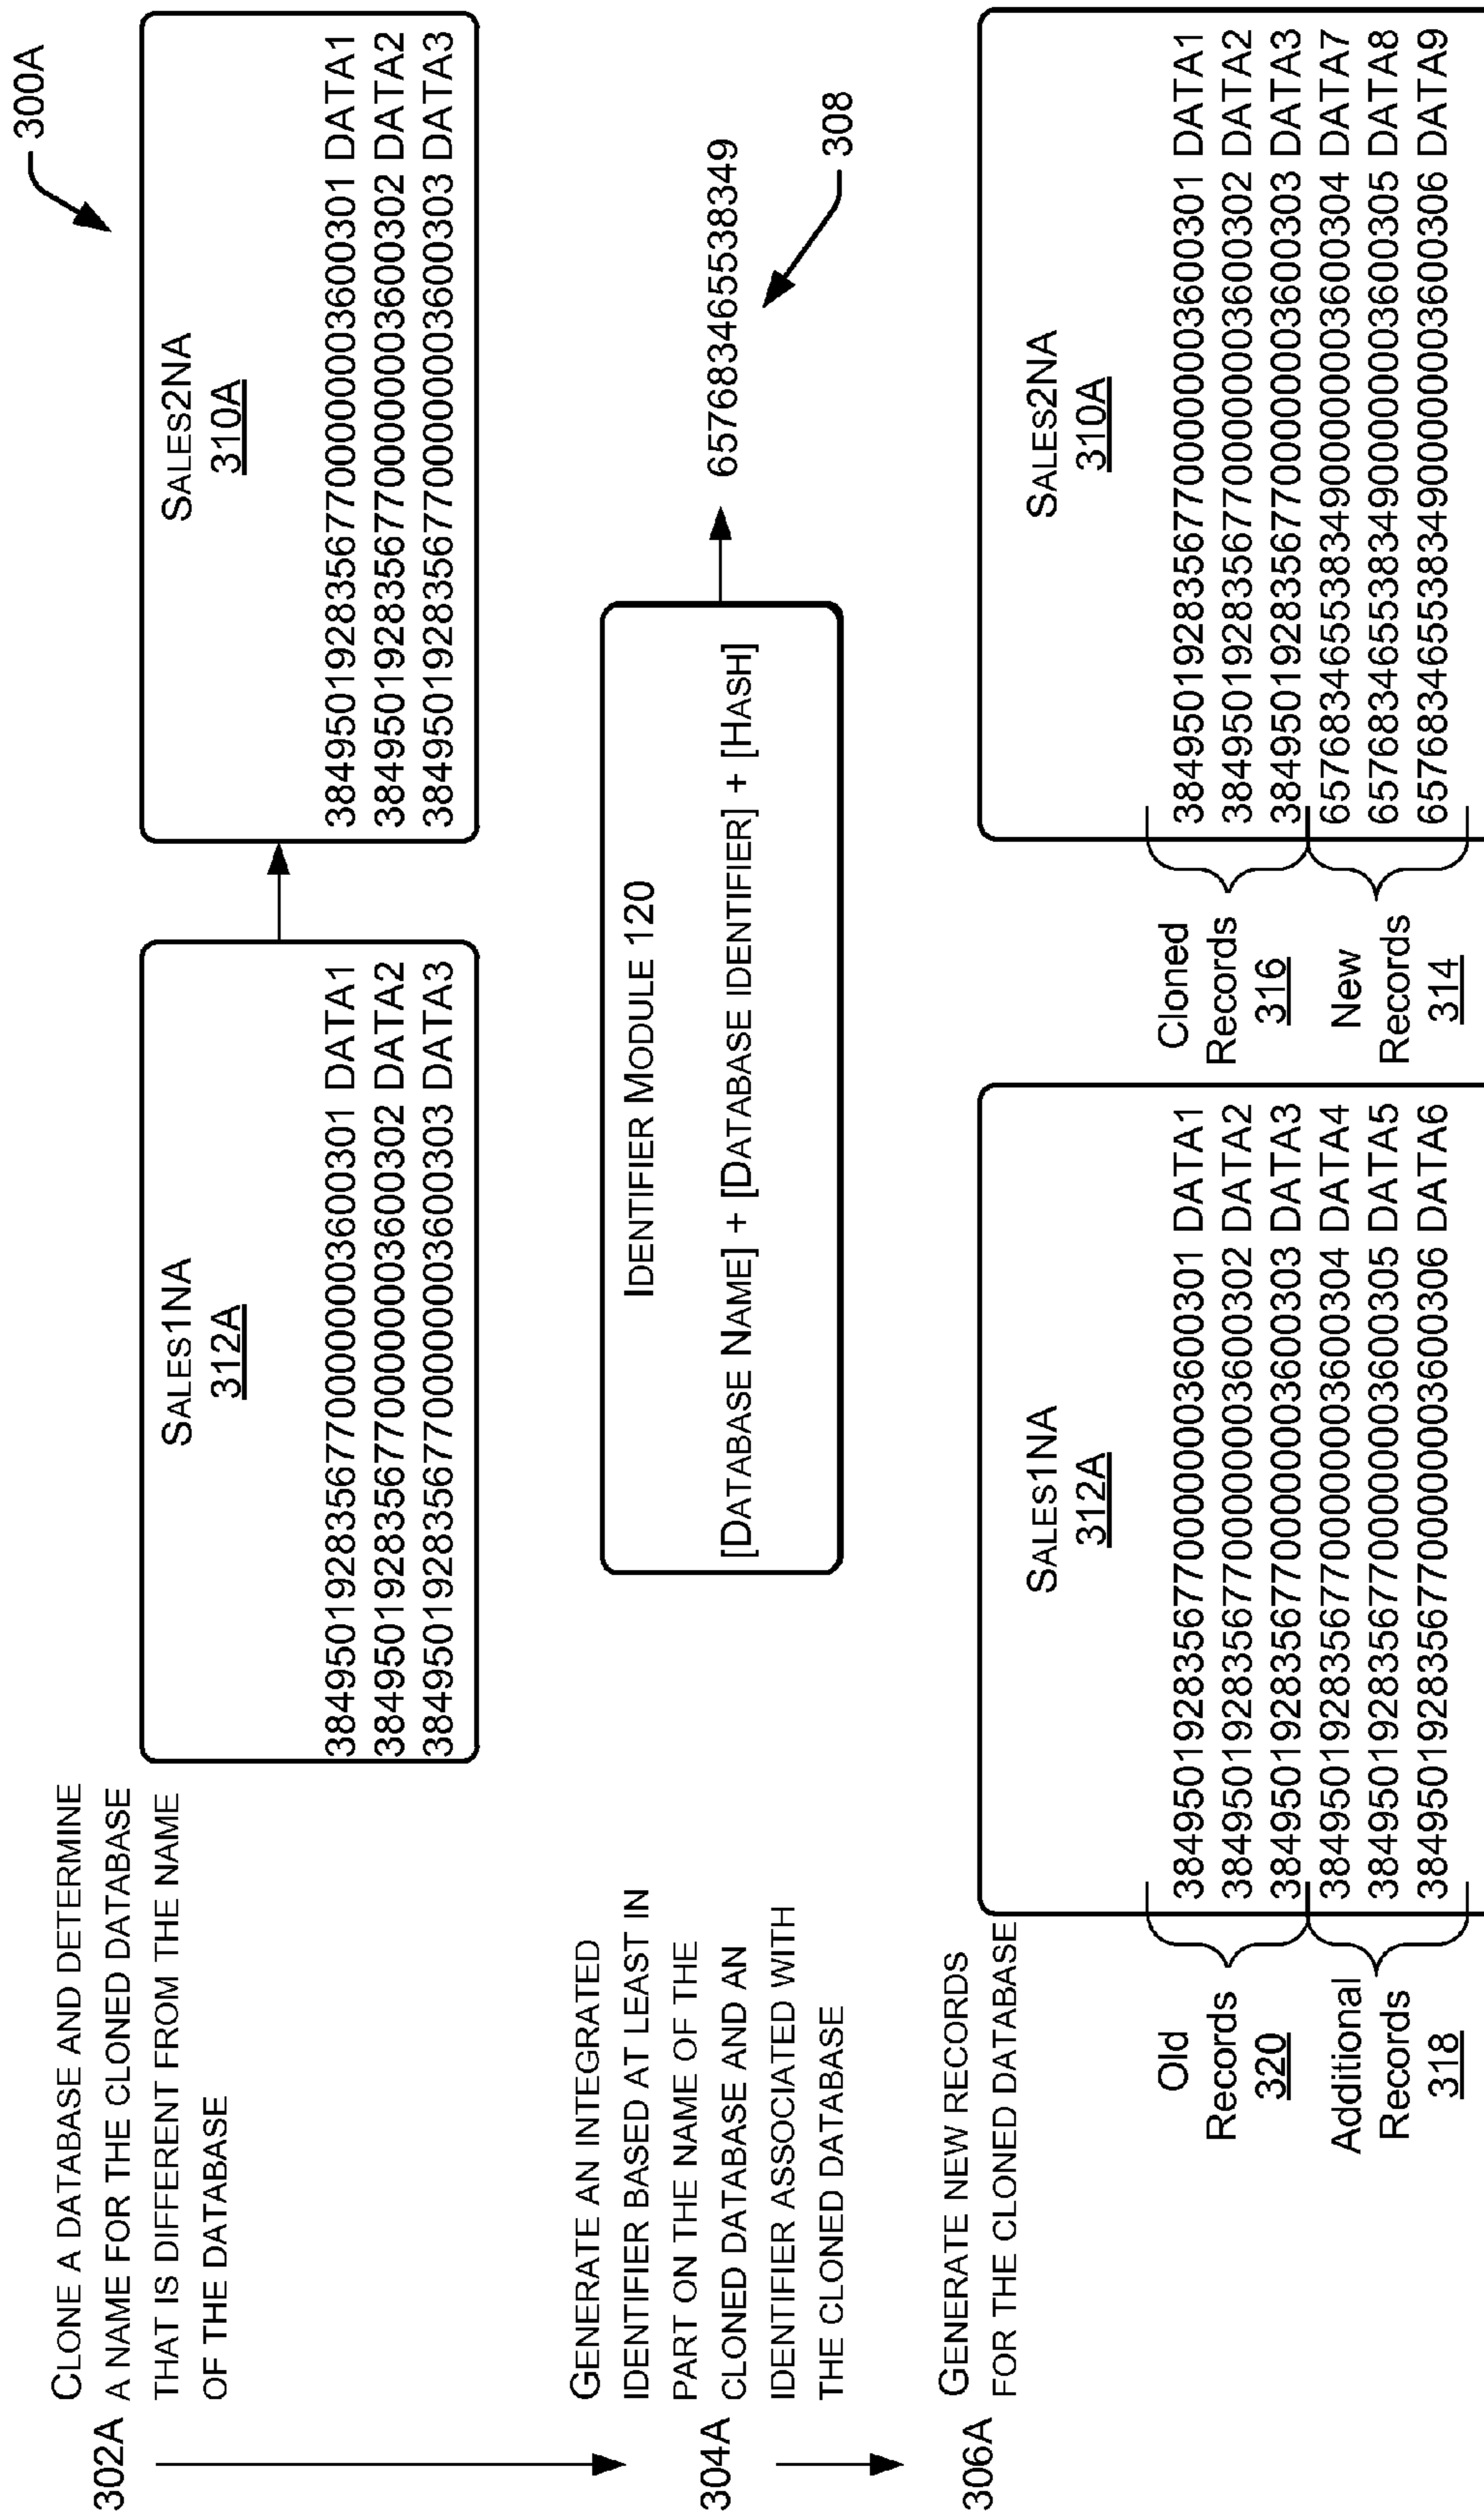 300A
302A
CLONE A DATABASE AND DETERMINE
A NAME FOR THE CLONED DATABASE
THAT IS DIFFERENT FROM THE NAME
OF THE DATABASE
SALES1NA
312A
38495019283567700000003600301 DATA1
38495019283567700000003600302 DATA2
38495019283567700000003600303 DATA3
SALES2NA
310A
38495019283567700000003600301 DATA1
38495019283567700000003600302 DATA2
38495019283567700000003600303 DATA3
304A
GENERATE AN INTEGRATED
IDENTIFIER BASED AT LEAST IN
PART ON THE NAME OF THE
CLONED DATABASE AND AN
IDENTIFIER ASSOCIATED WITH
THE CLONED DATABASE
IDENTIFIER MODULE 120
[DATABASE NAME] + [DATABASE IDENTIFIER] + [HASH]
657683465538349
308
306A
GENERATE NEW RECORDS
FOR THE CLONED DATABASE
Old
Records
320
Additional
Records
318
SALES1NA
312A
38495019283567700000003600301 DATA1
38495019283567700000003600302 DATA2
38495019283567700000003600303 DATA3
38495019283567700000003600304 DATA4
38495019283567700000003600305 DATA5
38495019283567700000003600306 DATA6
Cloned
Records
316
New
Records
314
SALES2NA
310A
38495019283567700000003600301 DATA1
38495019283567700000003600302 DATA2
38495019283567700000003600303 DATA3
65768346553834900000003600304 DATA7
65768346553834900000003600305 DATA8
65768346553834900000003600306 DATA9